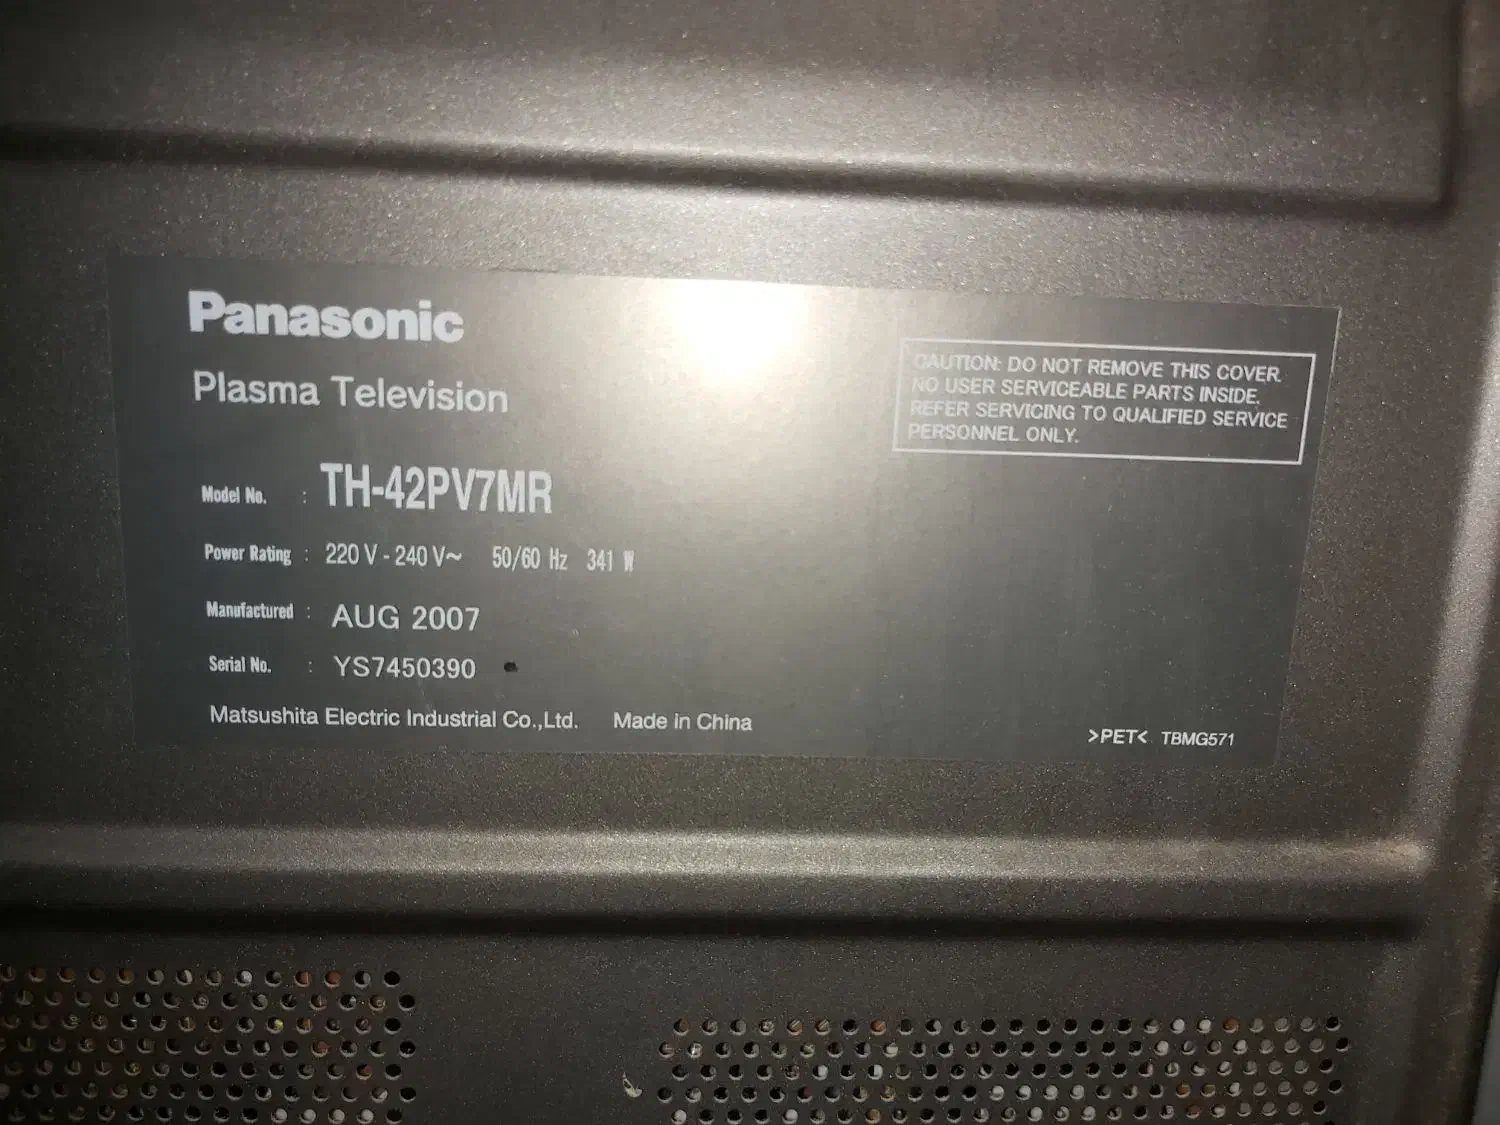 Panasonic
Plasma Television
CAUTION: DO NOT REMOVE THIS COVER.
NO USER SERVICEABLE PARTS INSIDE.
REFER SERVICING TO QUALIFIED SERVICE
PERSONNEL ONLY.
Model No. : TH-42PV7MR
Power Rating : 220 V - 240 V~ 50/60 Hz 341 W
Manufactured : AUG 2007
Serial No. : YS7450390
Matsushita Electric Industrial Co.,Ltd. Made in China
>PET< TBMG571